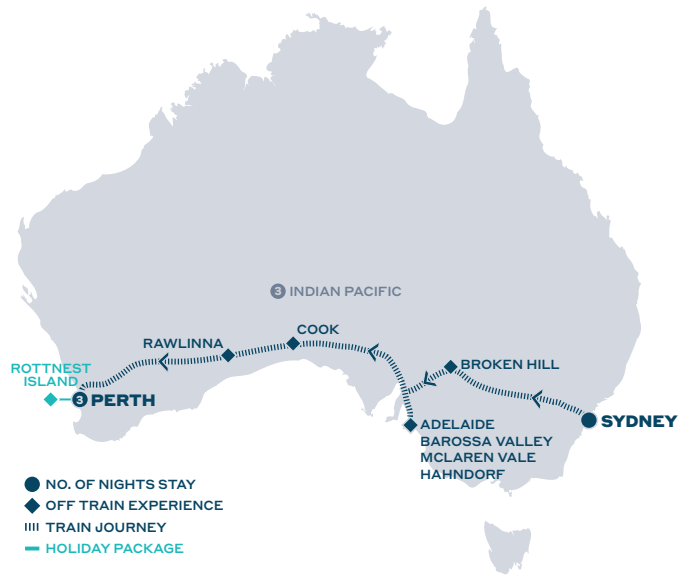 3 INDIAN PACIFIC
COOK
RAWLINNA
BROKEN HILL
ROTTNEST
ISLAND
3 PERTH
SYDNEY
ADELAIDE
BAROSSA VALLEY
MCLAREN VALE
HAHNDORF
NO. OF NIGHTS STAY
OFF TRAIN EXPERIENCE
TRAIN JOURNEY
HOLIDAY PACKAGE